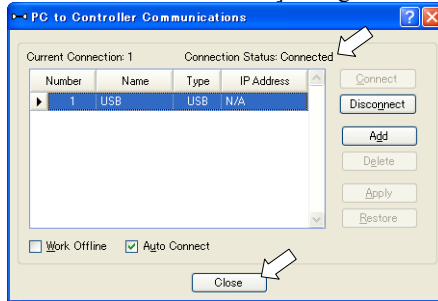 PC to Controller Communications
Current Connection: 1 Connection Status: Connected
Number Name Type IP Address Connect
1 USB USB N/A Disconnect
Add
Delete
Apply
Restore
Work Offline Auto Connect
Close